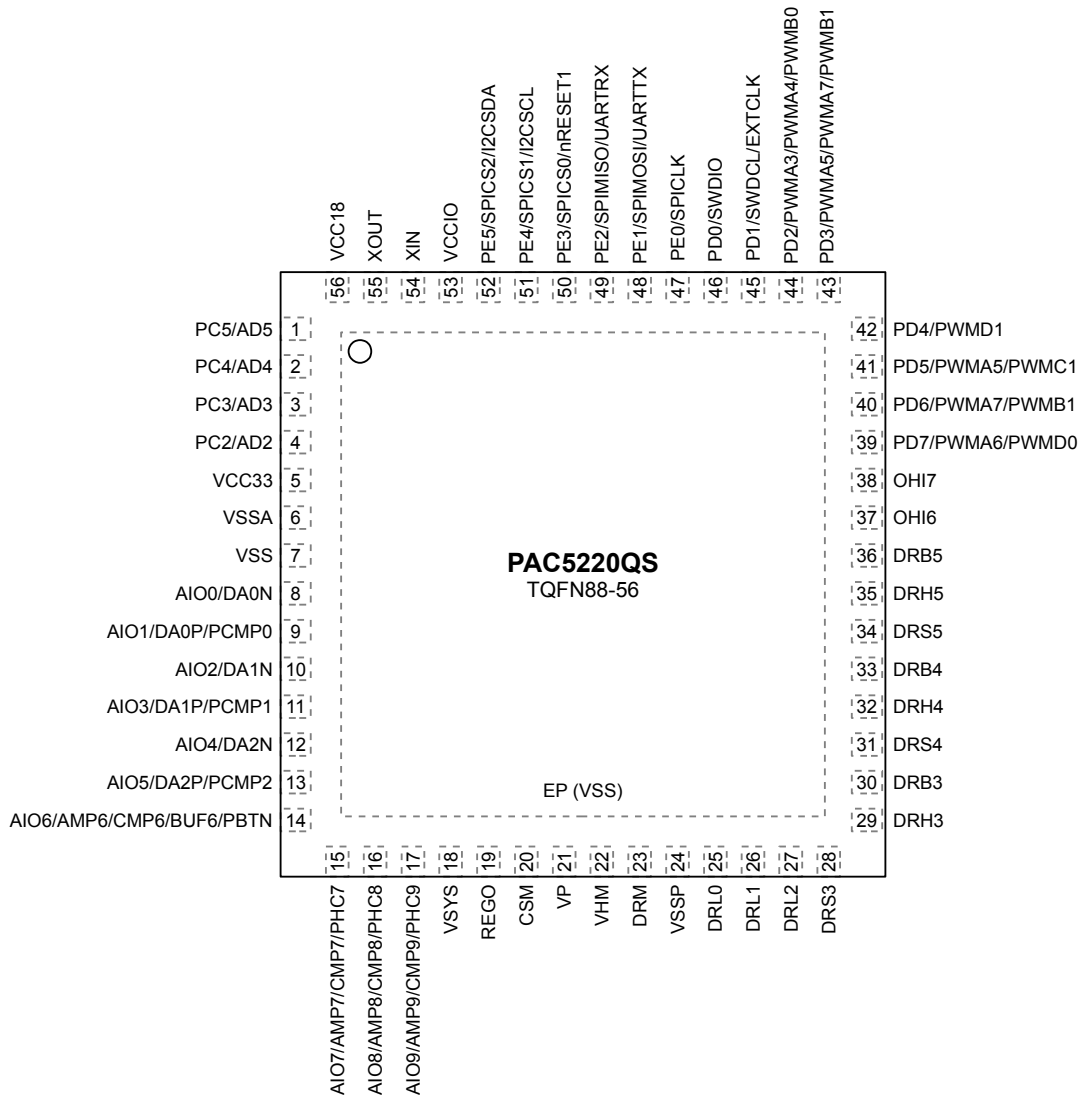 VCC18
XOUT
XIN
VCCIO
PE5/SPICS2/I2CSDA
PE4/SPICS1/I2CSCL
PE3/SPICS0/nRESET1
PE2/SPIMISO/UARTRX
PE1/SPIMOSI/UARTTX
PE0/SPICLK
PD0/SWDIO
PD1/SWDCL/EXTCLK
PD2/PWMA3/PWMA4/PWMB0
PD3/PWMA5/PWMA7/PWMB1
56
55
54
53
52
51
50
49
48
47
46
45
44
43
PC5/AD5 1
PC4/AD4 2
PC3/AD3 3
PC2/AD2 4
VCC33 5
VSSA 6
VSS 7
AIO0/DA0N 8
AIO1/DA0P/PCMP0 9
AIO2/DA1N 10
AIO3/DA1P/PCMP1 11
AIO4/DA2N 12
AIO5/DA2P/PCMP2 13
AIO6/AMP6/CMP6/BUF6/PBTN 14
PAC5220QS
TQFN88-56
EP (VSS)
42 PD4/PWMD1
41 PD5/PWMA5/PWMC1
40 PD6/PWMA7/PWMB1
39 PD7/PWMA6/PWMD0
38 OHI7
37 OHI6
36 DRB5
35 DRH5
34 DRS5
33 DRB4
32 DRH4
31 DRS4
30 DRB3
29 DRH3
15
16
17
18
19
20
21
22
23
24
25
26
27
28
AIO7/AMP7/CMP7/PHC7
AIO8/AMP8/CMP8/PHC8
AIO9/AMP9/CMP9/PHC9
VSYS
REGO
CSM
VP
VHM
DRM
VSSP
DRL0
DRL1
DRL2
DRS3